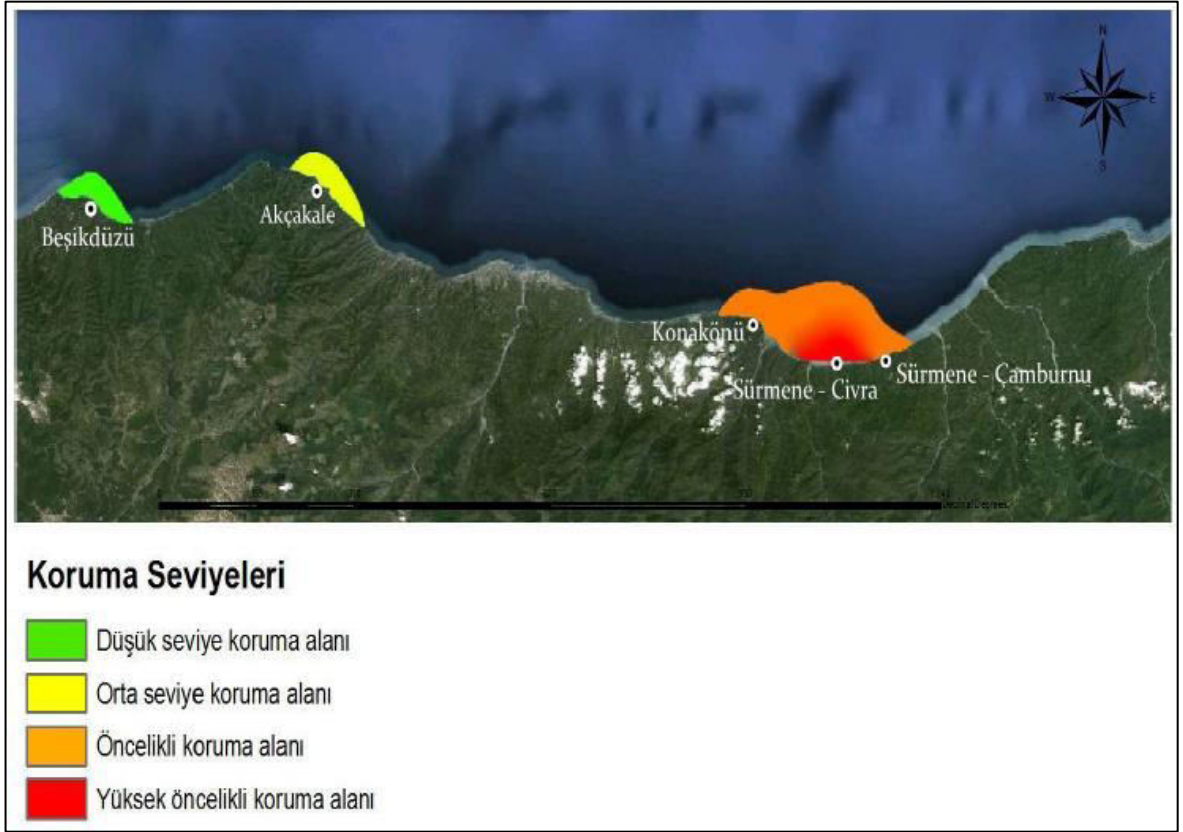 N
W E
S
Akçakale
Beşikdüzü
Konakönü
Sürmene - Çamburnu
Sürmene - Civra
Koruma Seviyeleri
Düşük seviye koruma alanı
Orta seviye koruma alanı
Öncelikli koruma alanı
Yüksek öncelikli koruma alanı